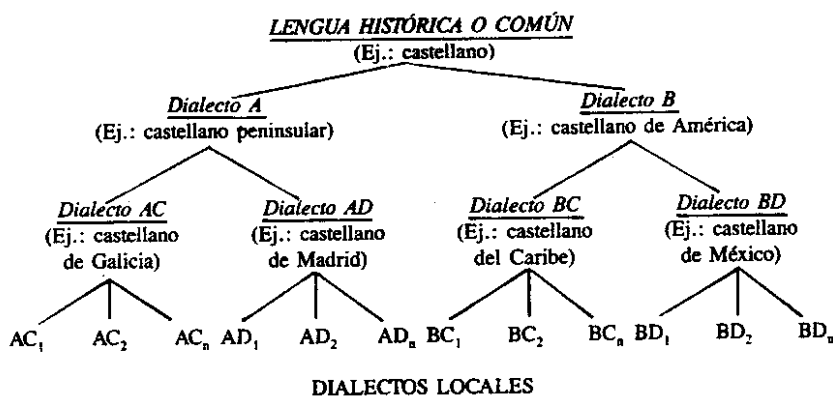 LENGUA HISTÓRICA O COMÚN
(Ej.: castellano)
Dialecto A
(Ej.: castellano peninsular)
Dialecto B
(Ej.: castellano de América)
Dialecto AC
(Ej.: castellano
de Galicia)
Dialecto AD
(Ej.: castellano
de Madrid)
Dialecto BC
(Ej.: castellano
del Caribe)
Dialecto BD
(Ej.: castellano
de México)
AC₁ AC₂ ACₙ AD₁ AD₂ ADₙ BC₁ BC₂ BCₙ BD₁ BD₂ BDₙ
DIALECTOS LOCALES